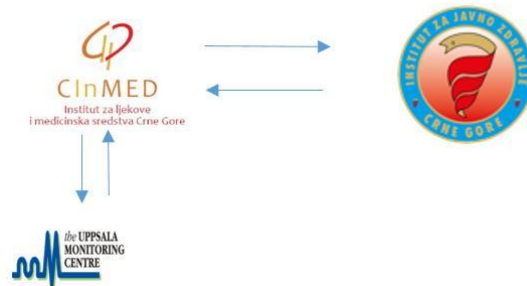 CInMED
Institut za ljekove
i medicinska sredstva Crne Gore
INSTITUT ZA JAVNO ZDRAVLJE
CRNE GORE
the UPPSALA
MONITORING
CENTRE